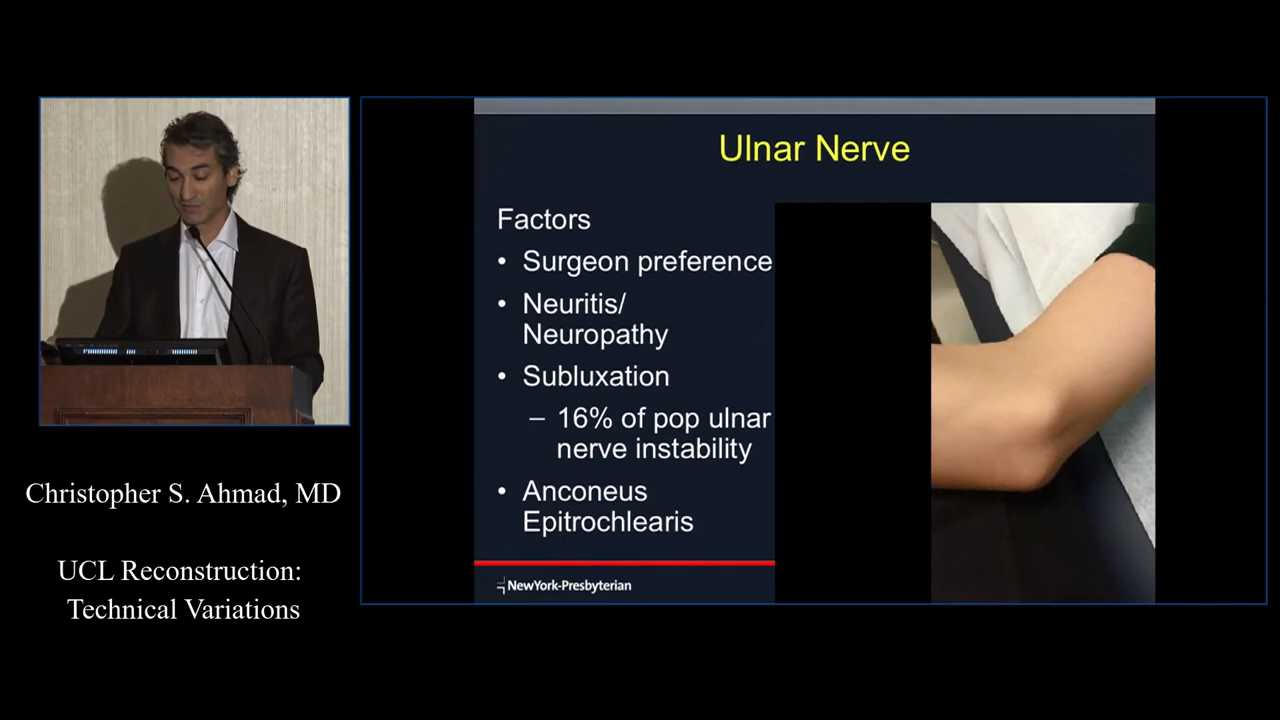 Ulnar Nerve
Factors
• Surgeon preference
• Neuritis/
Neuropathy
• Subluxation
– 16% of pop ulnar
nerve instability
• Anconeus
Epitrochlearis
NewYork-Presbyterian
Christopher S. Ahmad, MD
UCL Reconstruction:
Technical Variations